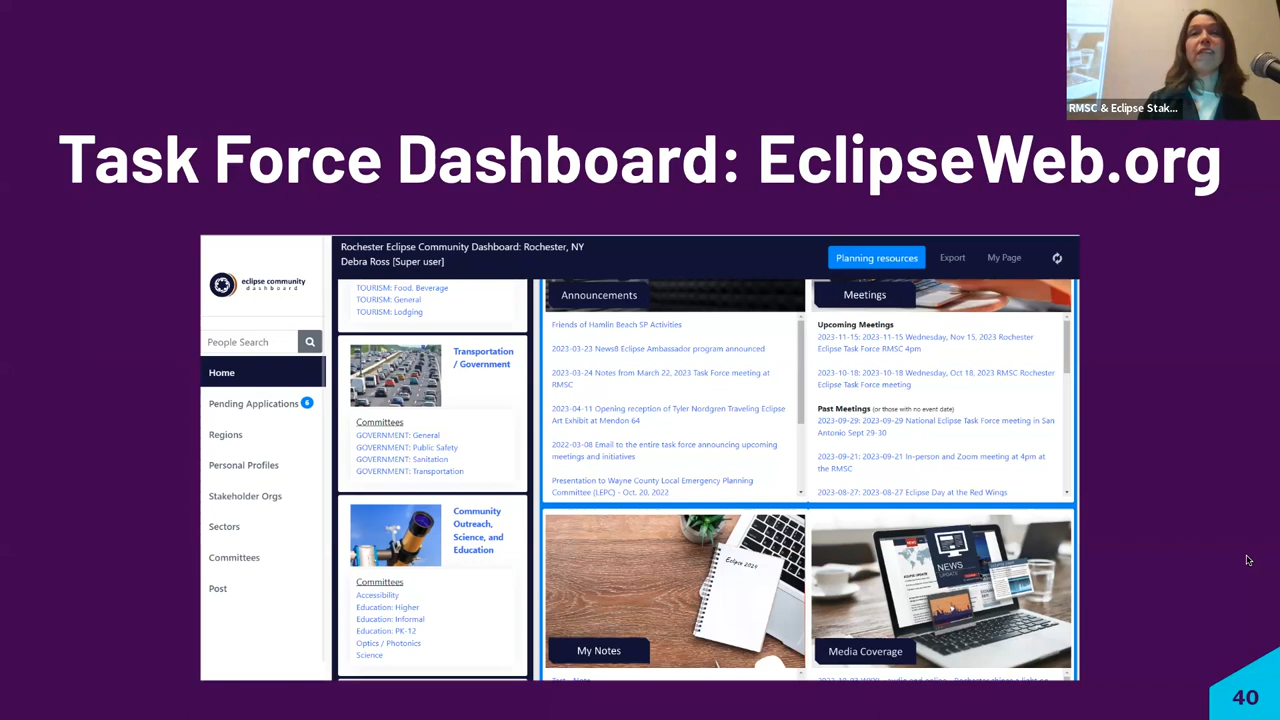 RMSC & Eclipse Stak...
Task Force Dashboard: EclipseWeb.org
eclipse community
dashboard
People Search
Home
Pending Applications 6
Regions
Personal Profiles
Stakeholder Orgs
Sectors
Committees
Post
Rochester Eclipse Community Dashboard: Rochester, NY
Debra Ross [Super user]
Planning resources
Export
My Page
TOURISM: Food, Beverage
TOURISM: General
TOURISM: Lodging
Transportation
/ Government
Committees
GOVERNMENT: General
GOVERNMENT: Public Safety
GOVERNMENT: Sanitation
GOVERNMENT: Transportation
Community
Outreach,
Science, and
Education
Committees
Accessibility
Education: Higher
Education: Informal
Education: PK-12
Optics / Photonics
Science
Announcements
Friends of Hamlin Beach SP Activities
2023-03-23 News8 Eclipse Ambassador program announced
2023-03-24 Notes from March 22, 2023 Task Force meeting at
RMSC
2023-04-11 Opening reception of Tyler Nordgren Traveling Eclipse
Art Exhibit at Mendon 64
2022-03-08 Email to the entire task force announcing upcoming
meetings and initiatives
Presentation to Wayne County Local Emergency Planning
Committee (LEPC) - Oct. 20, 2022
Meetings
Upcoming Meetings
2023-11-15: 2023-11-15 Wednesday, Nov 15, 2023 Rochester
Eclipse Task Force RMSC 4pm
2023-10-18: 2023-10-18 Wednesday, Oct 18, 2023 RMSC Rochester
Eclipse Task Force meeting
Past Meetings (or those with no event date)
2023-09-29: 2023-09-29 National Eclipse Task Force meeting in San
Antonio Sept 29-30
2023-09-21: 2023-09-21 In-person and Zoom meeting at 4pm at
the RMSC
2023-08-27: 2023-08-27 Eclipse Day at the Red Wings
Eclipse 2024
My Notes
NEWS
UPDATE
NEWS
Media Coverage
40